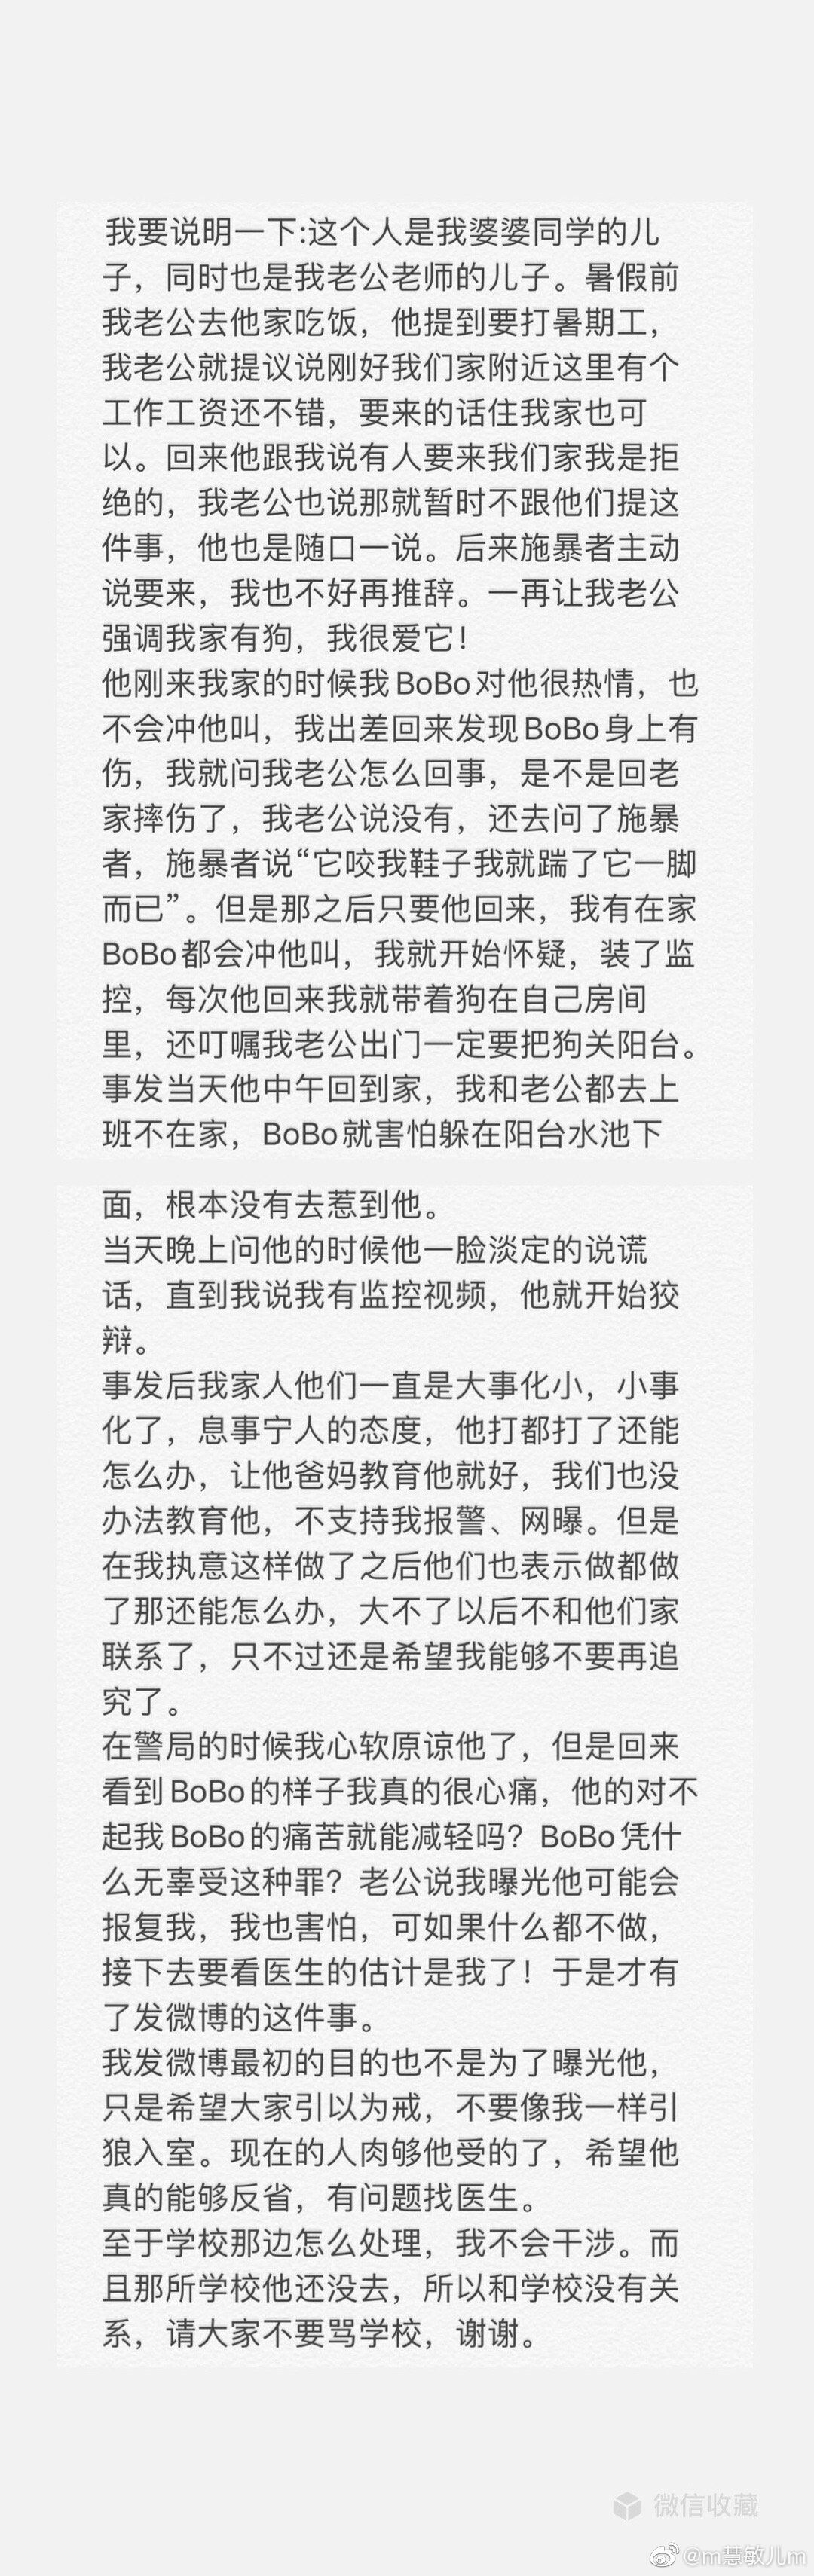 我要说明一下:这个人是我婆婆同学的儿
子，同时也是我老公老师的儿子。暑假前
我老公去他家吃饭，他提到要打暑期工，
我老公就提议说刚好我们家附近这里有个
工作工资还不错，要来的话住我家也可
以。回来他跟我说有人要来我们家我是拒
绝的，我老公也说那就暂时不跟他们提这
件事，他也是随口一说。后来施暴者主动
说要来，我也不好再推辞。一再让我老公
强调我家有狗，我很爱它！
他刚来我家的时候我BoBo对他很热情，也
不会冲他叫，我出差回来发现BoBo身上有
伤，我就问我老公怎么回事，是不是回老
家摔伤了，我老公说没有，还去问了施暴
者，施暴者说“它咬我鞋子我就踹了它一脚
而已”。但是那之后只要他回来，我有在家
BoBo都会冲他叫，我就开始怀疑，装了监
控，每次他回来我就带着狗在自己房间
里，还叮嘱我老公出门一定要把狗关阳台。
事发当天他中午回到家，我和老公都去上
班不在家，BoBo就害怕躲在阳台水池下
面，根本没有去惹到他。
当天晚上问他的时候他一脸淡定的说谎
话，直到我说我有监控视频，他就开始狡
辩。
事发后我家人他们一直是大事化小，小事
化了，息事宁人的态度，他打都打了还能
怎么办，让他爸妈教育他就好，我们也没
办法教育他，不支持我报警、网曝。但是
在我执意这样做了之后他们也表示做都做
了那还能怎么办，大不了以后不和他们家
联系了，只不过还是希望我能够不要再追
究了。
在警局的时候我心软原谅他了，但是回来
看到BoBo的样子我真的很心痛，他的对不
起我BoBo的痛苦就能减轻吗？BoBo凭什
么无辜受这种罪？老公说我曝光他可能会
报复我，我也害怕，可如果什么都不做，
接下去要看医生的估计是我了！于是才有
了发微博的这件事。
我发微博最初的目的也不是为了曝光他，
只是希望大家引以为戒，不要像我一样引
狼入室。现在的人肉够他受的了，希望他
真的能够反省，有问题找医生。
至于学校那边怎么处理，我不会干涉。而
且那所学校他还没去，所以和学校没有关
系，请大家不要骂学校，谢谢。
微信收藏
@m慧敏儿m